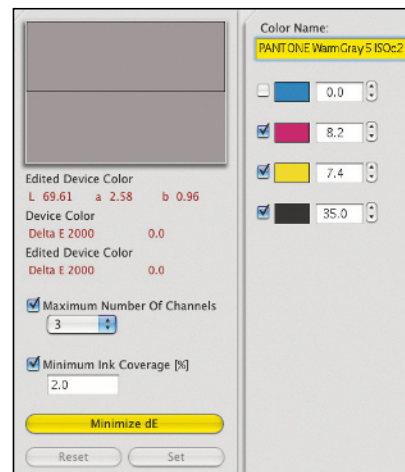 Edited Device Color
L 69.61 a 2.58 b 0.96
Device Color
Delta E 2000 0.0
Edited Device Color
Delta E 2000 0.0
Maximum Number Of Channels
3
Minimum Ink Coverage [%]
2.0
Minimize dE
Reset Set
Color Name:
PANTONE WarmGray 5 ISOc2
0.0
8.2
7.4
35.0